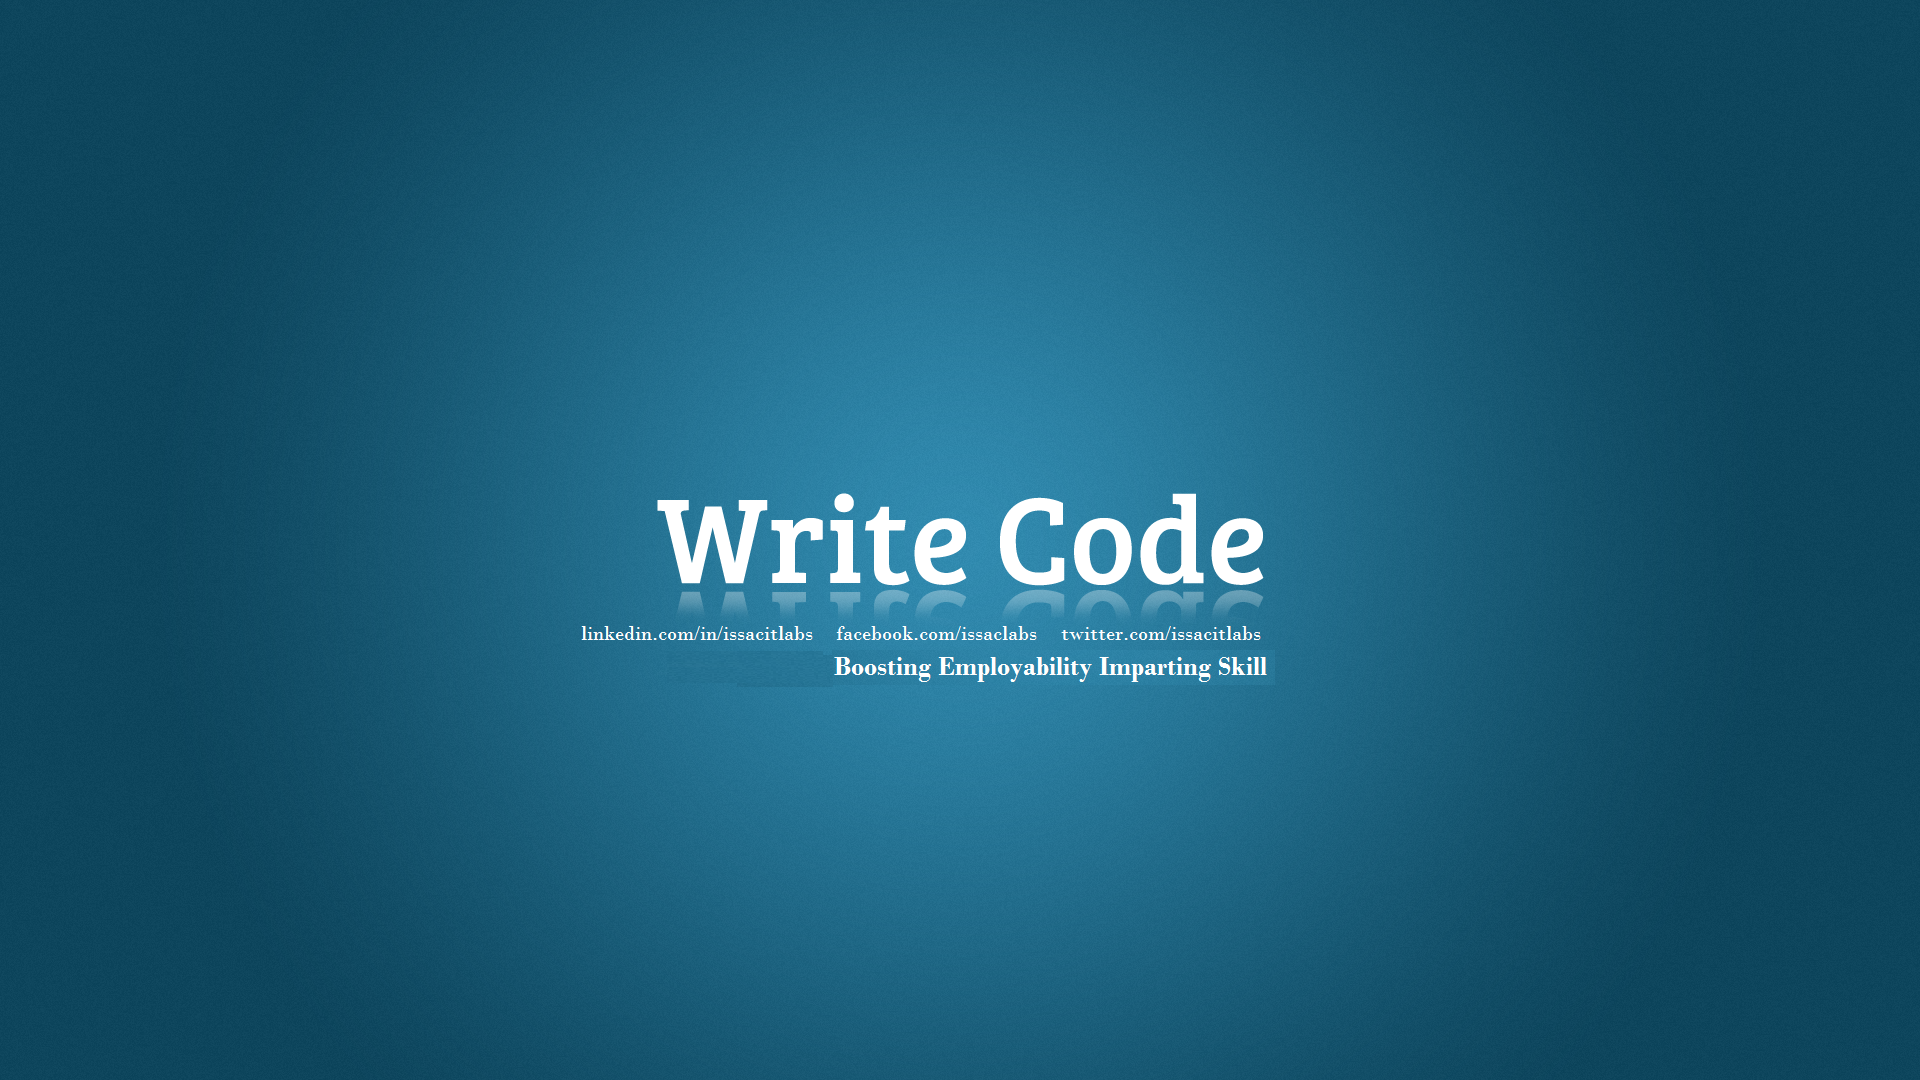 Write Code
linkedin.com/in/issacitlabs facebook.com/issaclabs twitter.com/issacitlabs
Boosting Employability Imparting Skill